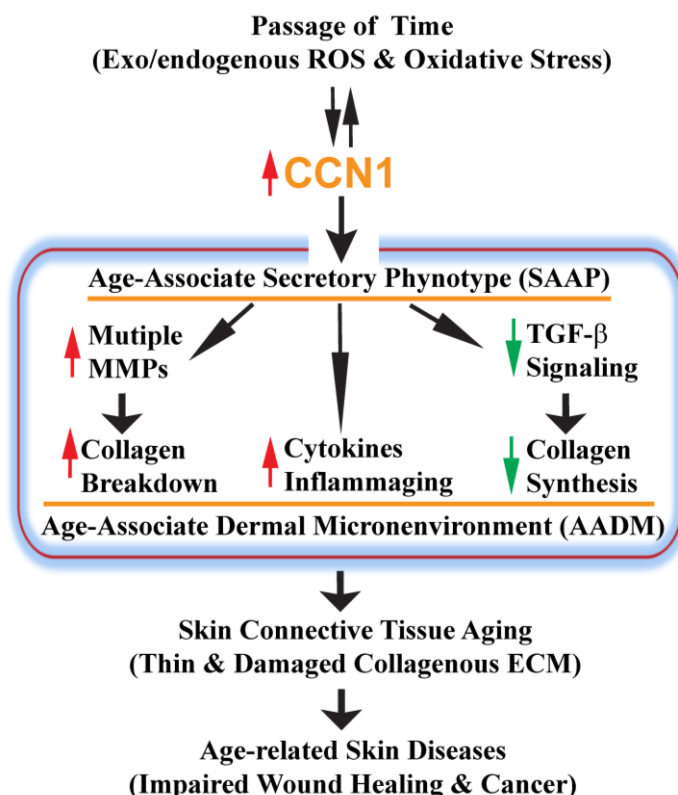 Passage of Time
(Exo/endogenous ROS & Oxidative Stress)
CCN1
Age-Associate Secretory Phynotype (SAAP)
Mutiple
MMPs
TGF-β
Signaling
Collagen
Breakdown
Cytokines
Inflammaging
Collagen
Synthesis
Age-Associate Dermal Micronenvironment (AADM)
Skin Connective Tissue Aging
(Thin & Damaged Collagenous ECM)
Age-related Skin Diseases
(Impaired Wound Healing & Cancer)